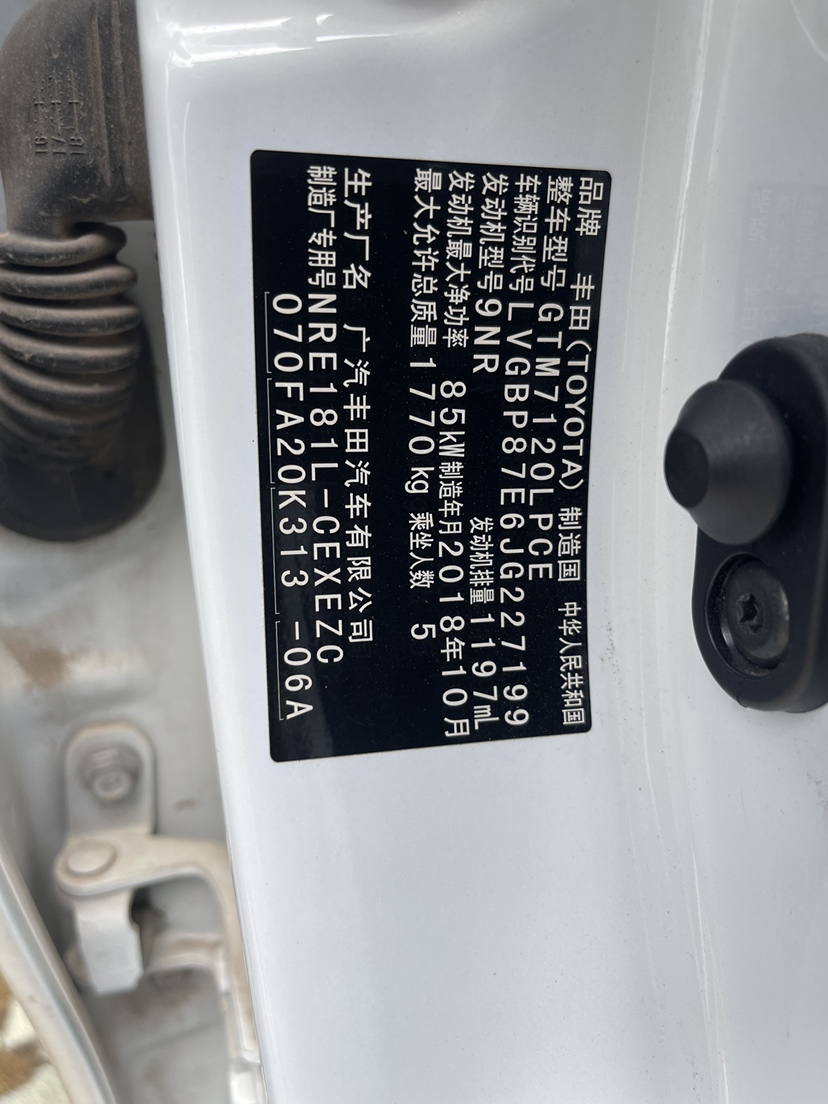 品牌 丰田(TOYOTA) 制造国 中华人民共和国
整车型号 GTM7120LPCE
车辆识别代号 LVGBP87E6JG227199
发动机型号 9NR 发动机排量 1197mL
发动机最大净功率 85kW 制造年月 2018年10月
最大允许总质量 1770kg 乘坐人数 5
生产厂名 广汽丰田汽车有限公司
制造厂专用号 NRE181L-CEXEZC
070FA20K313 -06A